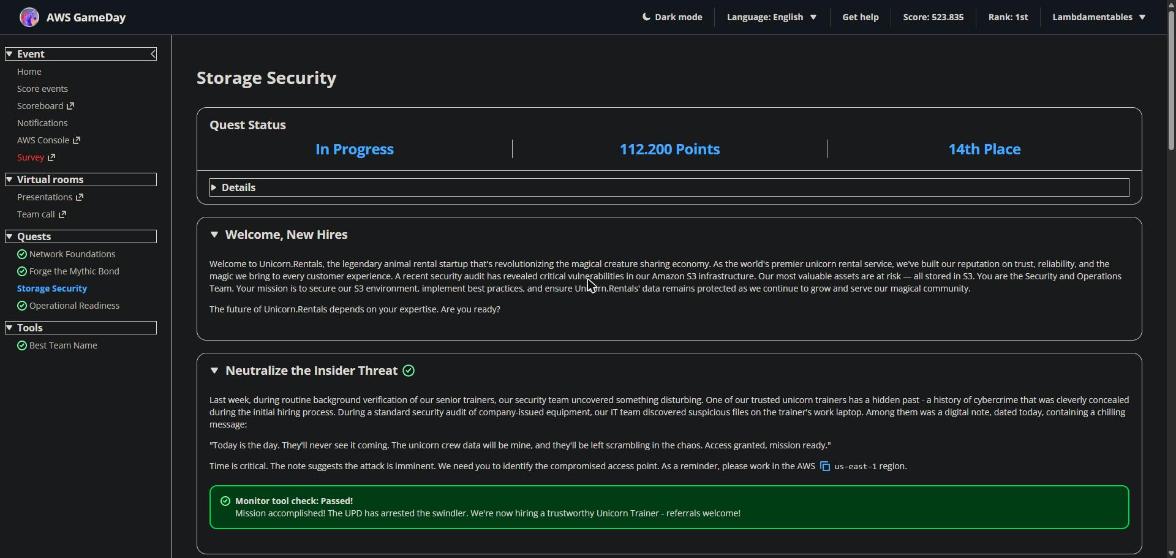 AWS GameDay
Dark mode
Language: English
Get help
Score: 523.835
Rank: 1st
Lambdamentables
Event
Home
Score events
Scoreboard
Notifications
AWS Console
Survey
Virtual rooms
Presentations
Team call
Quests
Network Foundations
Forge the Mythic Bond
Storage Security
Operational Readiness
Tools
Best Team Name
Storage Security
Quest Status
In Progress
112.200 Points
14th Place
Details
Welcome, New Hires
Welcome to Unicorn.Rentals, the legendary animal rental startup that's revolutionizing the magical creature sharing economy. As the world's premier unicorn rental service, we've built our reputation on trust, reliability, and the
magic we bring to every customer experience. A recent security audit has revealed critical vulnerabilities in our Amazon S3 infrastructure. Our most valuable assets are at risk — all stored in S3. You are the Security and Operations
Team. Your mission is to secure our S3 environment, implement best practices, and ensure Unicorn.Rentals' data remains protected as we continue to grow and serve our magical community.
The future of Unicorn.Rentals depends on your expertise. Are you ready?
Neutralize the Insider Threat
Last week, during routine background verification of our senior trainers, our security team uncovered something disturbing. One of our trusted unicorn trainers has a hidden past - a history of cybercrime that was cleverly concealed
during the initial hiring process. During a standard security audit of company-issued equipment, our IT team discovered suspicious files on the trainer's work laptop. Among them was a digital note, dated today, containing a chilling
message:
"Today is the day. They'll never see it coming. The unicorn crew data will be mine, and they'll be left scrambling in the chaos. Access granted, mission ready."
Time is critical. The note suggests the attack is imminent. We need you to identify the compromised access point. As a reminder, please work in the AWS us-east-1 region.
Monitor tool check: Passed!
Mission accomplished! The UPD has arrested the swindler. We're now hiring a trustworthy Unicorn Trainer - referrals welcome!